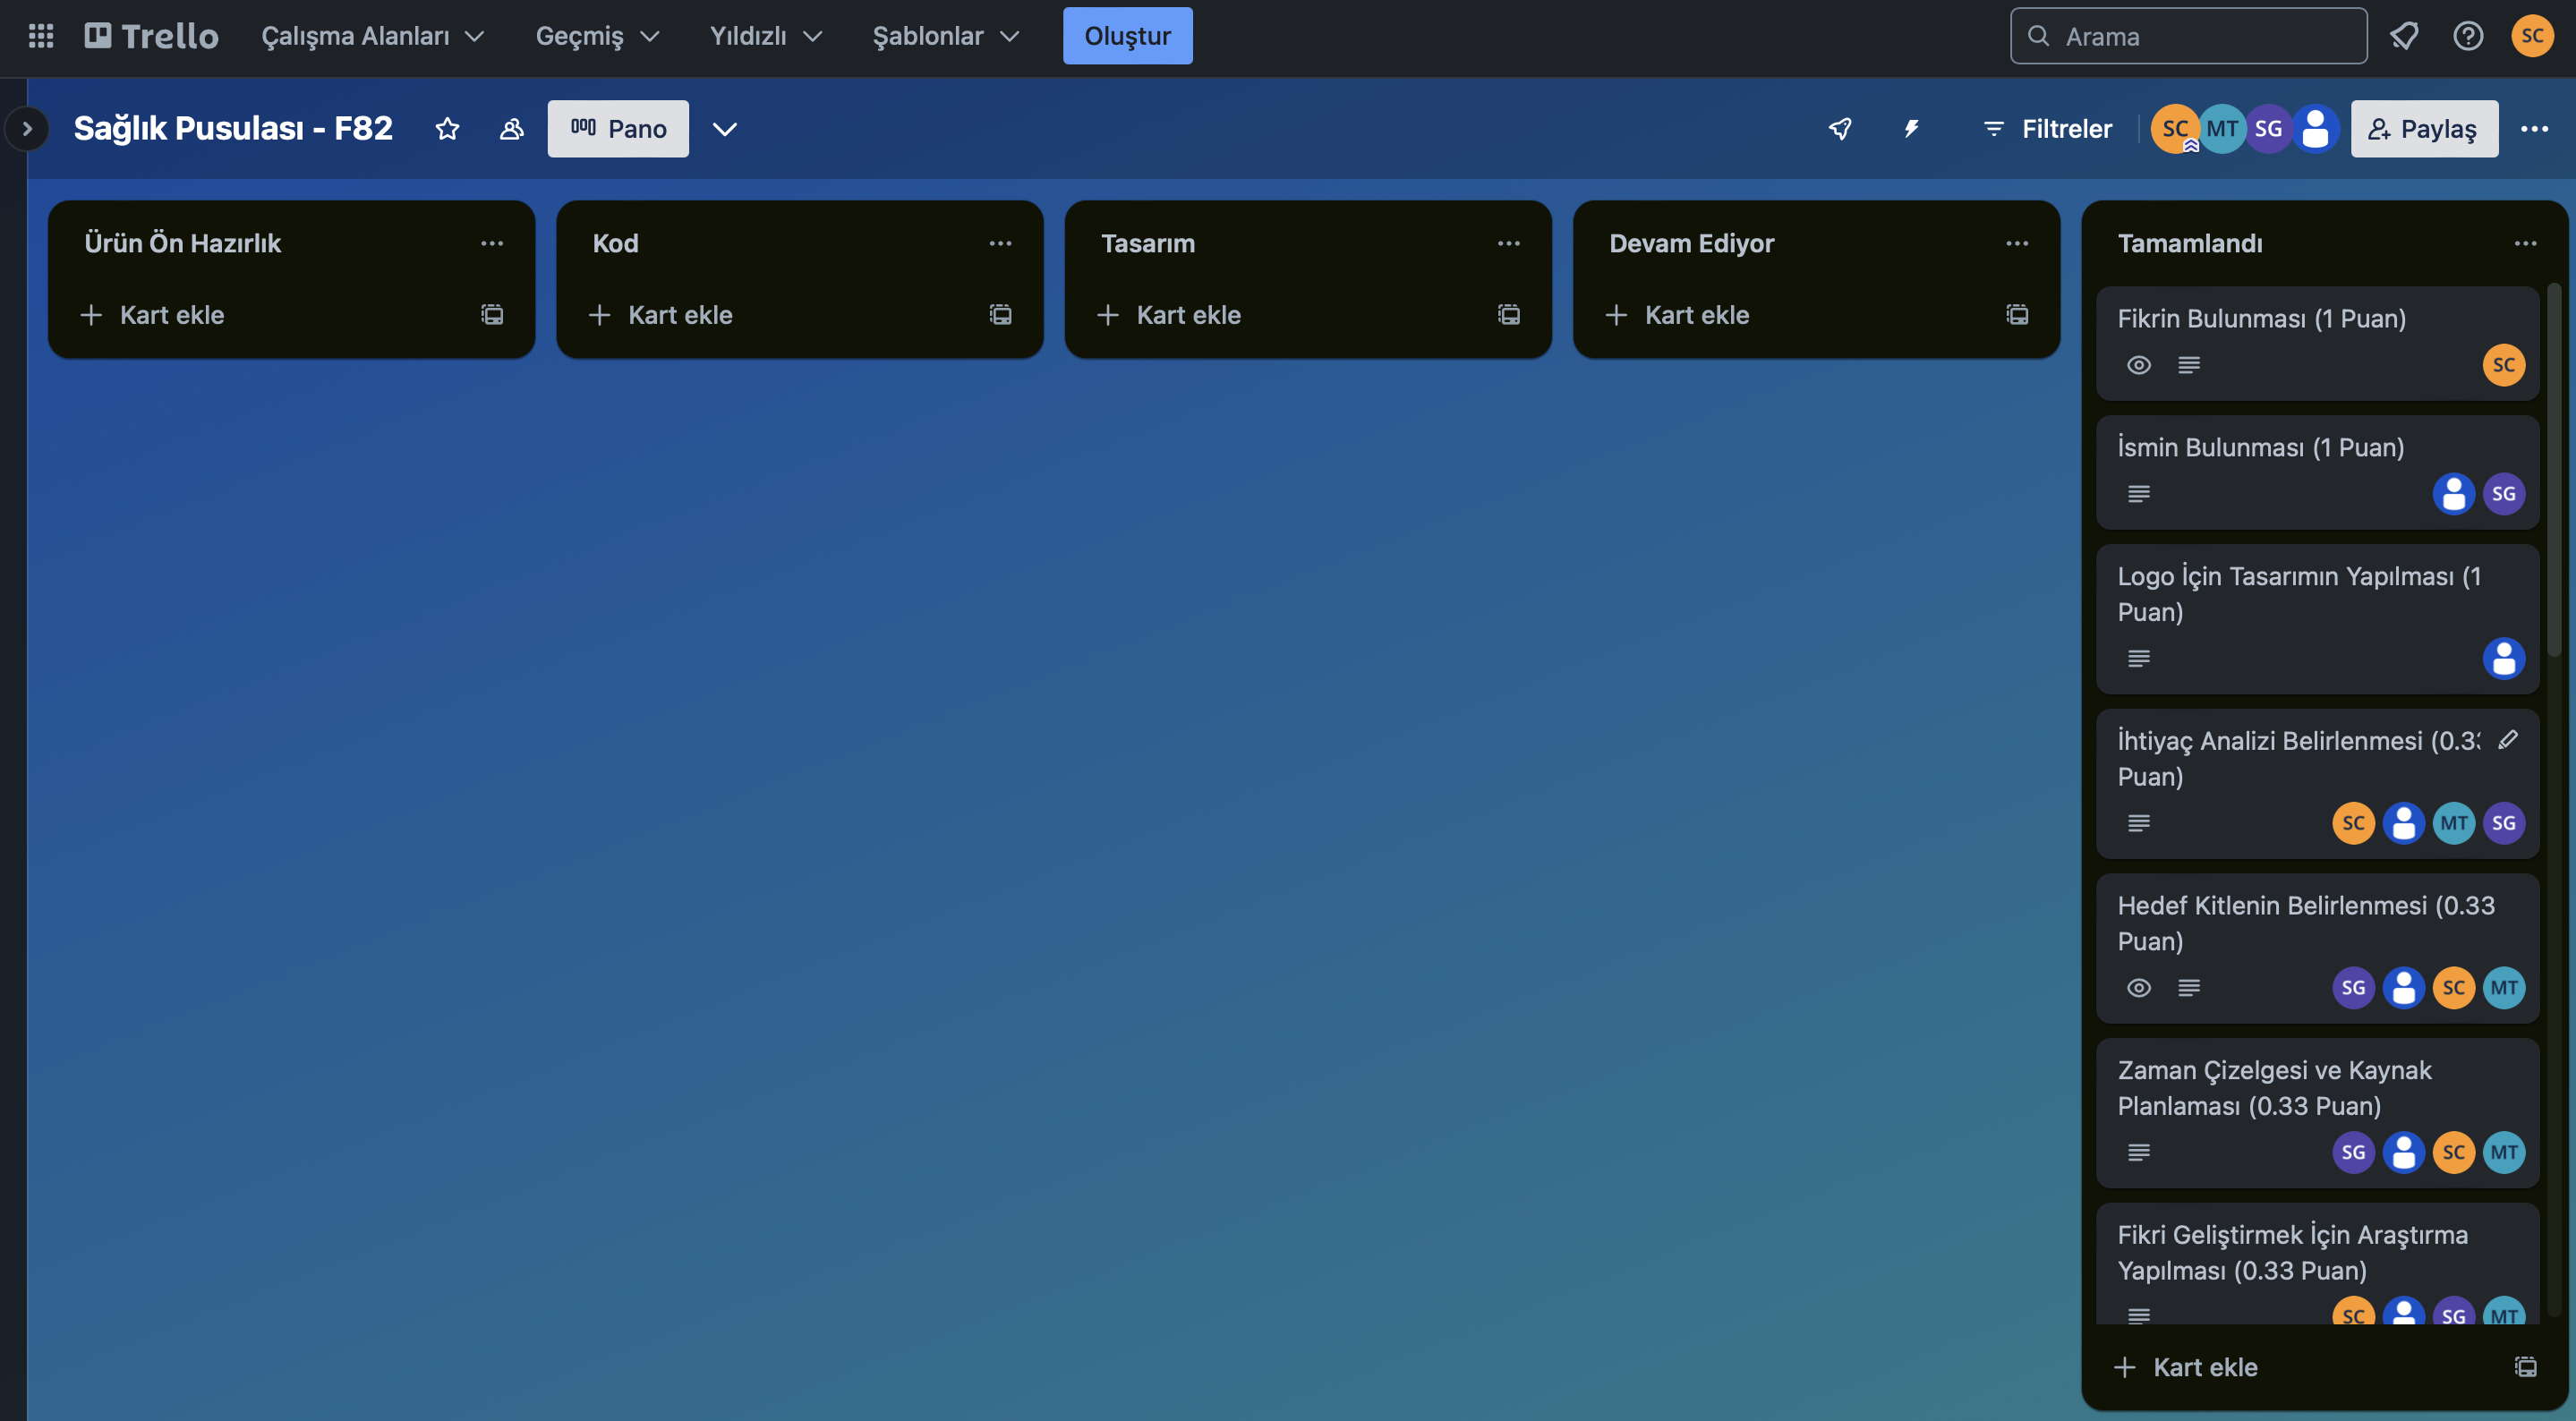 Trello Çalışma Alanları Geçmiş Yıldızlı Şablonlar Oluştur Arama SC
Sağlık Pusulası - F82 Pano Filtreler SC MT SG Paylaş
Ürün Ön Hazırlık
Kart ekle
Kod
Kart ekle
Tasarım
Kart ekle
Devam Ediyor
Kart ekle
Tamamlandı
Fikrin Bulunması (1 Puan)
SC
İsmin Bulunması (1 Puan)
SG
Logo İçin Tasarımın Yapılması (1
Puan)
İhtiyaç Analizi Belirlenmesi (0.33
Puan)
SC MT SG
Hedef Kitlenin Belirlenmesi (0.33
Puan)
SG SC MT
Zaman Çizelgesi ve Kaynak
Planlaması (0.33 Puan)
SG SC MT
Fikri Geliştirmek İçin Araştırma
Yapılması (0.33 Puan)
SC SG MT
Kart ekle